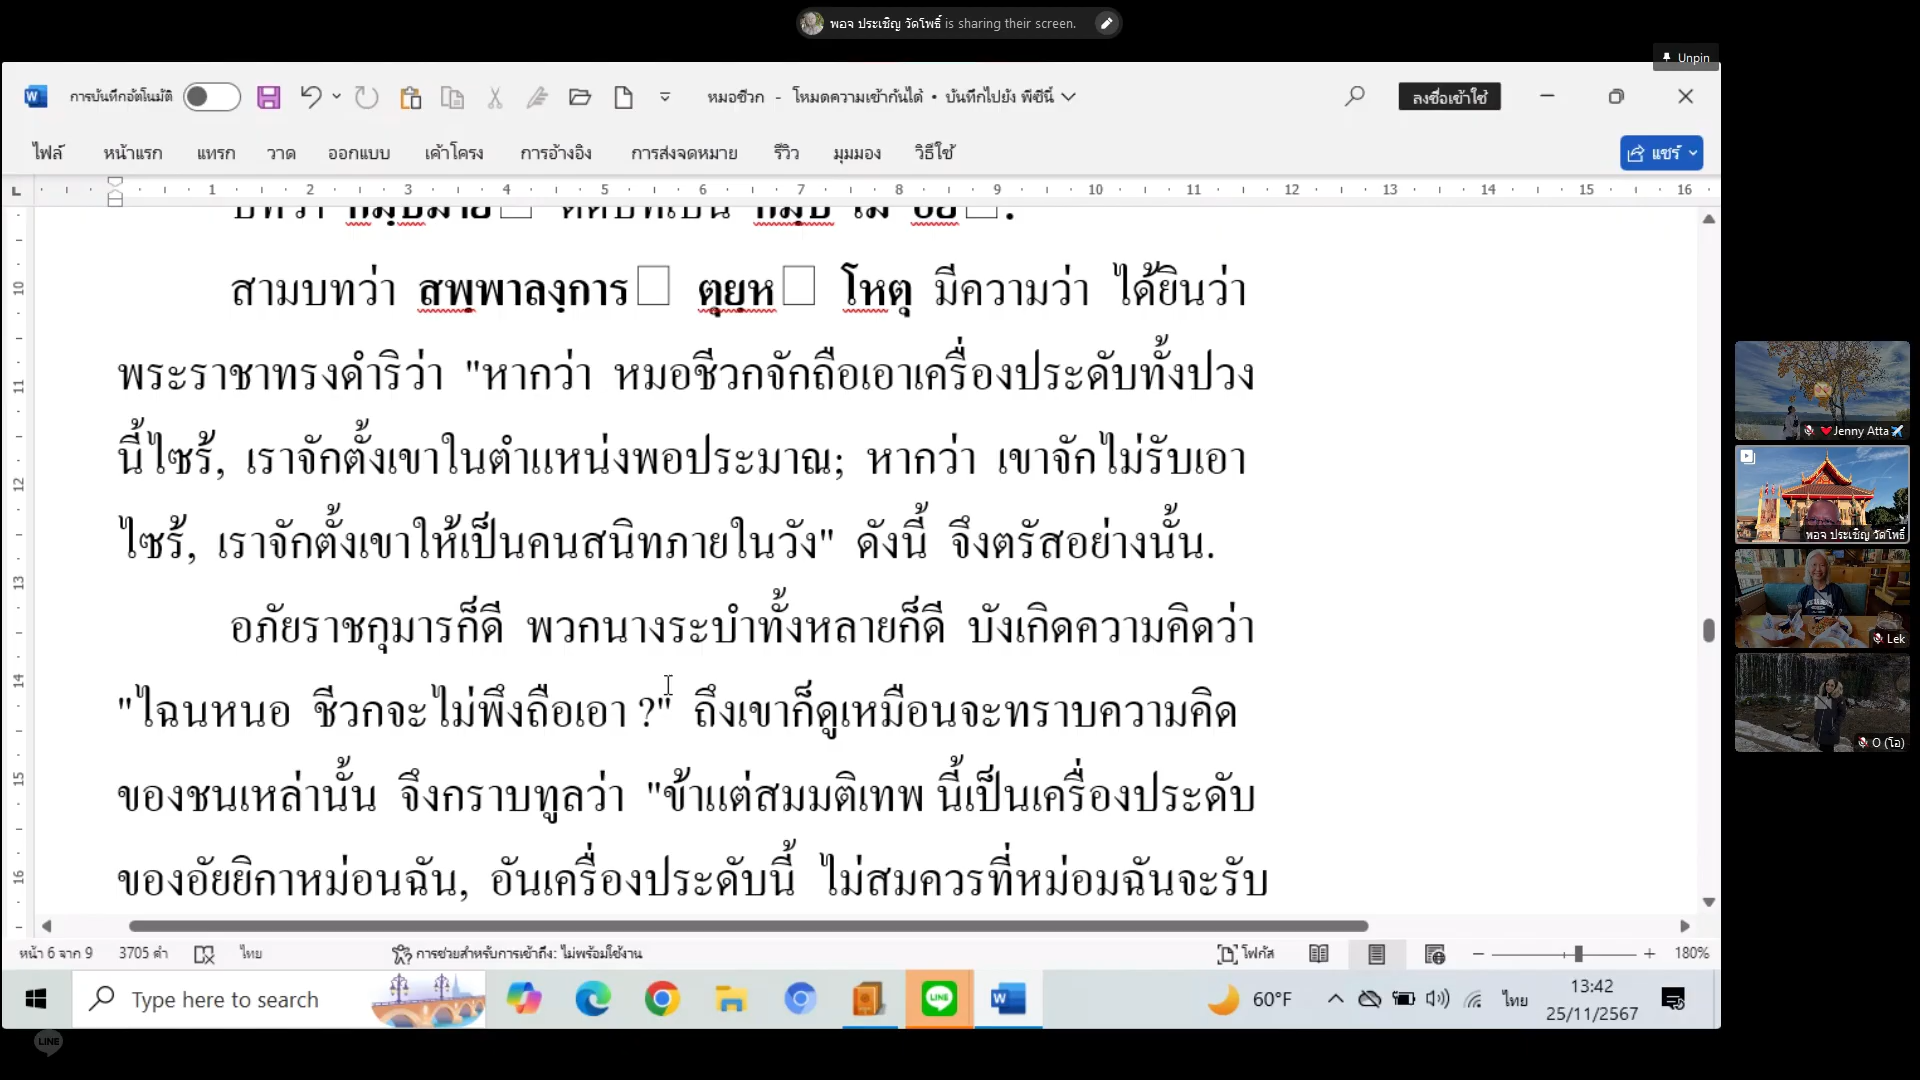 พอจ ประเชิญ วัดโพธิ์ is sharing their screen.
Unpin
การบันทึกอัตโนมัติ
หมอชีวก - โหมดความเข้ากันได้ • บันทึกไปยัง พีซีนี้
ลงชื่อเข้าใช้
ไฟล์ หน้าแรก แทรก วาด ออกแบบ เค้าโครง การอ้างอิง การส่งจดหมาย รีวิว มุมมอง วิธีใช้
แชร์
1 2 3 4 5 6 7 8 9 10 11 12 13 14 15 16
สามบทว่า สพฺพาลงฺการ□ ตุยฺห□ โหตุ มีความว่า ได้ยินว่า
พระราชาทรงดำริว่า "หากว่า หมอชีวกจักถือเอาเครื่องประดับทั้งปวง
นี้ไซร้, เราจักตั้งเขาในตำแหน่งพอประมาณ; หากว่า เขาจักไม่รับเอา
ไซร้, เราจักตั้งเขาให้เป็นคนสนิทภายในวัง" ดังนี้ จึงตรัสอย่างนั้น.
อภัยราชกุมารก็ดี พวกนางระบำทั้งหลายก็ดี บังเกิดความคิดว่า
"ไฉนหนอ ชีวกจะไม่พึงถือเอา ?" ถึงเขาก็ดูเหมือนจะทราบความคิด
ของชนเหล่านั้น จึงกราบทูลว่า "ข้าแต่สมมติเทพ นี้เป็นเครื่องประดับ
ของอัยยิกาหม่อนฉัน, อันเครื่องประดับนี้ ไม่สมควรที่หม่อมฉันจะรับ
10
11
12
13
14
15
16
Jenny Atta
พอจ ประเชิญ วัดโพธิ์
Lek
O (โอ)
หน้า 6 จาก 9 3705 คำ ไทย การช่วยสำหรับการเข้าถึง: ไม่พร้อมใช้งาน โฟกัส 180%
Type here to search
LINE
60°F
ไทย
13:42
25/11/2567
LINE